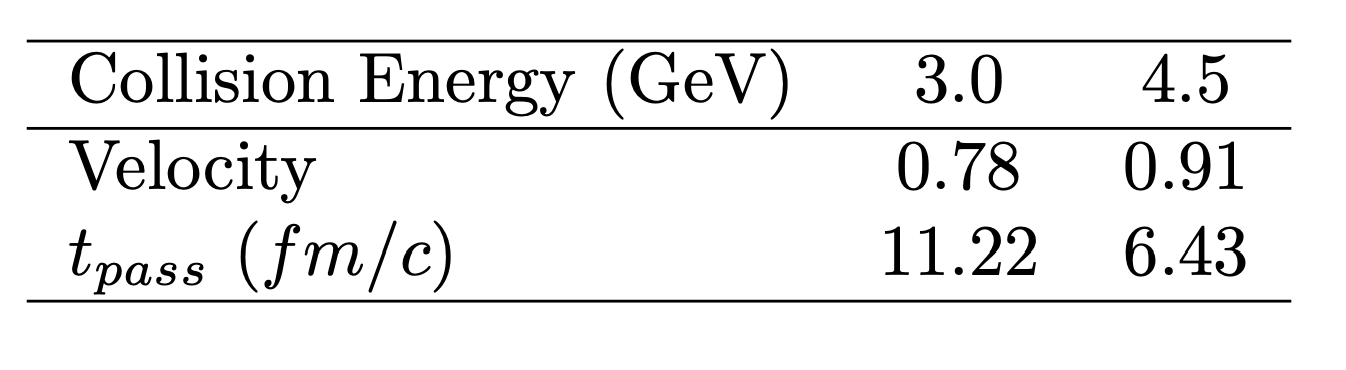 Collision Energy (GeV) 3.0 4.5
Velocity 0.78 0.91
t_{pass} (fm/c) 11.22 6.43